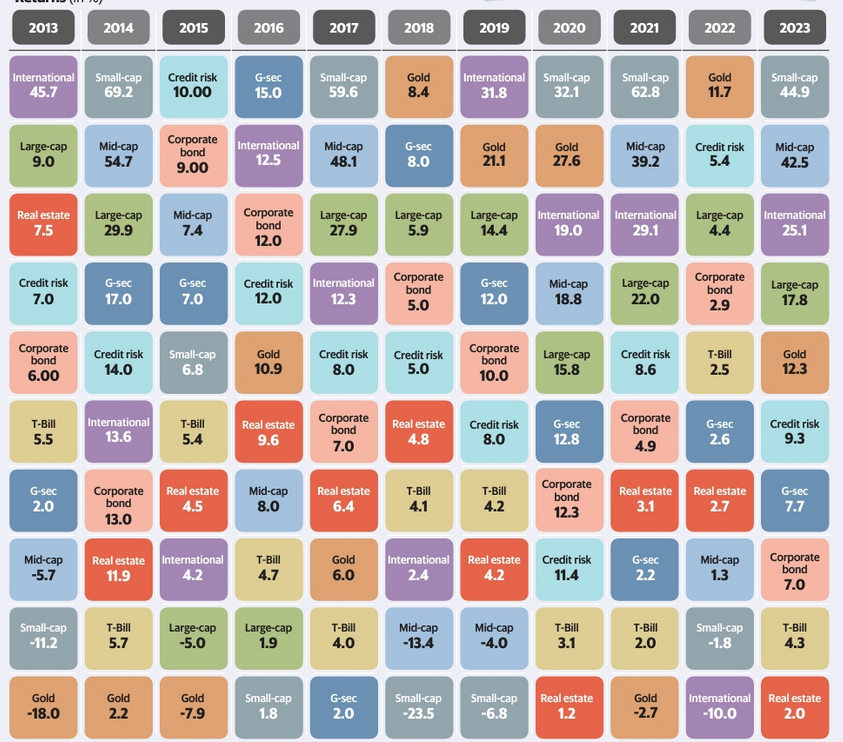 Returns (in %)
2013 2014 2015 2016 2017 2018 2019 2020 2021 2022 2023
International Small-cap Credit risk G-sec Small-cap Gold International Small-cap Small-cap Gold Small-cap
45.7 69.2 10.00 15.0 59.6 8.4 31.8 32.1 62.8 11.7 44.9
Large-cap Mid-cap Corporate bond International Mid-cap G-sec Gold Gold Mid-cap Credit risk Mid-cap
9.0 54.7 9.00 12.5 48.1 8.0 21.1 27.6 39.2 5.4 42.5
Real estate Large-cap Mid-cap Corporate bond Large-cap Large-cap Large-cap International International Large-cap International
7.5 29.9 7.4 12.0 27.9 5.9 14.4 19.0 29.1 4.4 25.1
Credit risk G-sec G-sec Credit risk International Corporate bond G-sec Mid-cap Large-cap Corporate bond Large-cap
7.0 17.0 7.0 12.0 12.3 5.0 12.0 18.8 22.0 2.9 17.8
Corporate bond Credit risk Small-cap Gold Credit risk Credit risk Corporate bond Large-cap Credit risk T-Bill Gold
6.00 14.0 6.8 10.9 8.0 5.0 10.0 15.8 8.6 2.5 12.3
T-Bill International T-Bill Real estate Corporate bond Real estate Credit risk G-sec Corporate bond G-sec Credit risk
5.5 13.6 5.4 9.6 7.0 4.8 8.0 12.8 4.9 2.6 9.3
G-sec Corporate bond Real estate Mid-cap Real estate T-Bill T-Bill Corporate bond Real estate Real estate G-sec
2.0 13.0 4.5 8.0 6.4 4.1 4.2 12.3 3.1 2.7 7.7
Mid-cap Real estate International T-Bill Gold International Real estate Credit risk G-sec Mid-cap Corporate bond
-5.7 11.9 4.2 4.7 6.0 2.4 4.2 11.4 2.2 1.3 7.0
Small-cap T-Bill Large-cap Large-cap T-Bill Mid-cap Mid-cap T-Bill T-Bill Small-cap T-Bill
-11.2 5.7 -5.0 1.9 4.0 -13.4 -4.0 3.1 2.0 -1.8 4.3
Gold Gold Gold Small-cap G-sec Small-cap Small-cap Real estate Gold International Real estate
-18.0 2.2 -7.9 1.8 2.0 -23.5 -6.8 1.2 -2.7 -10.0 2.0